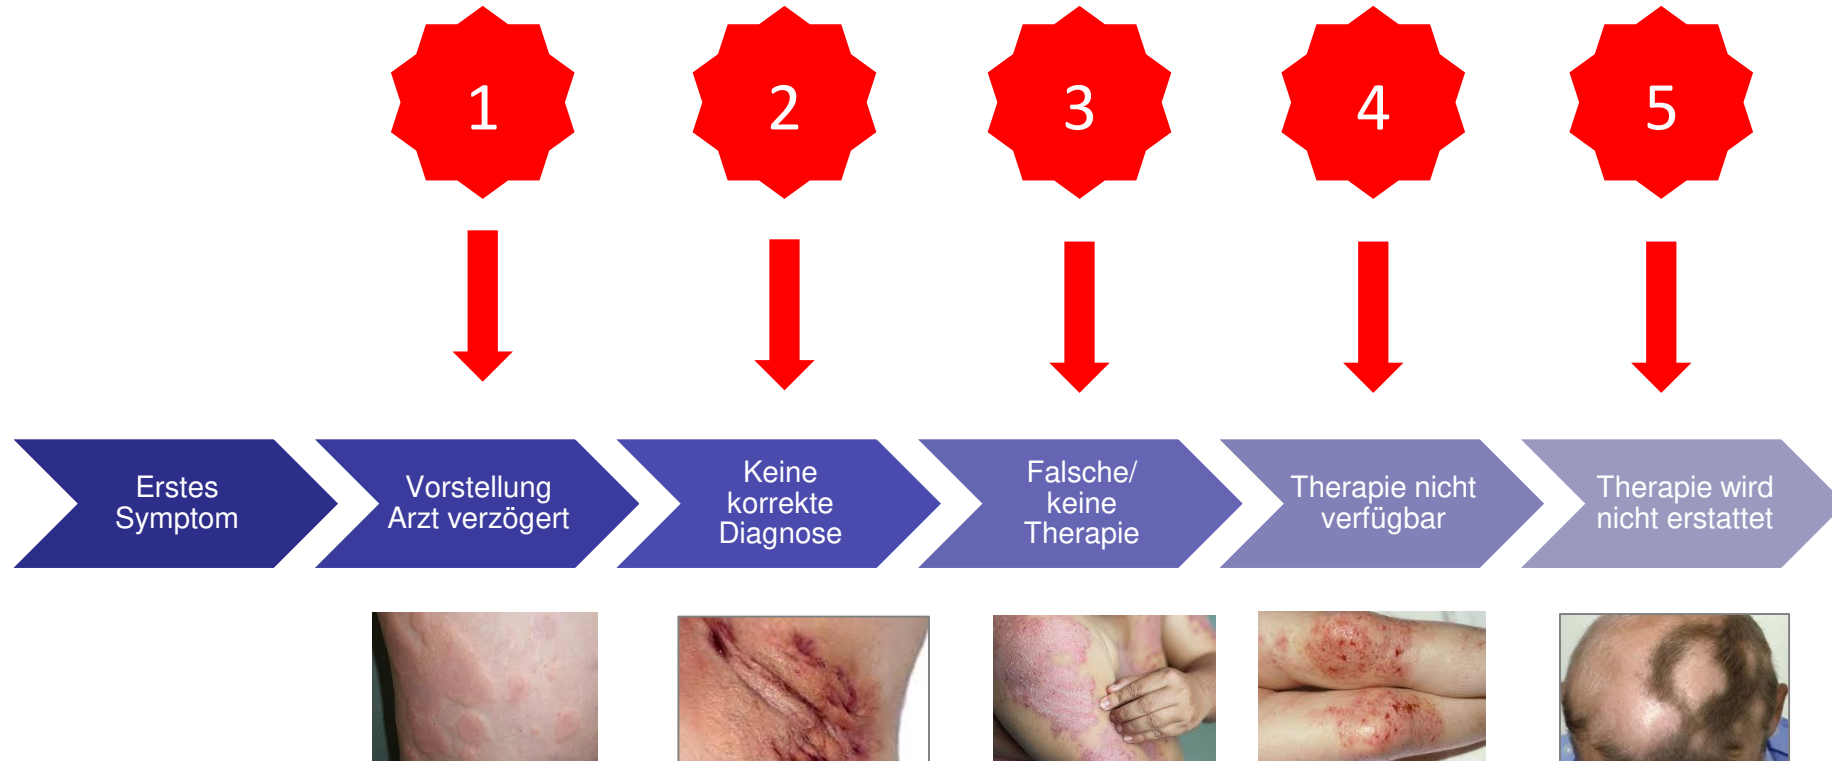 1
2
3
4
5
Erstes
Symptom
Vorstellung
Arzt verzögert
Keine
korrekte
Diagnose
Falsche/
keine
Therapie
Therapie nicht
verfügbar
Therapie wird
nicht erstattet